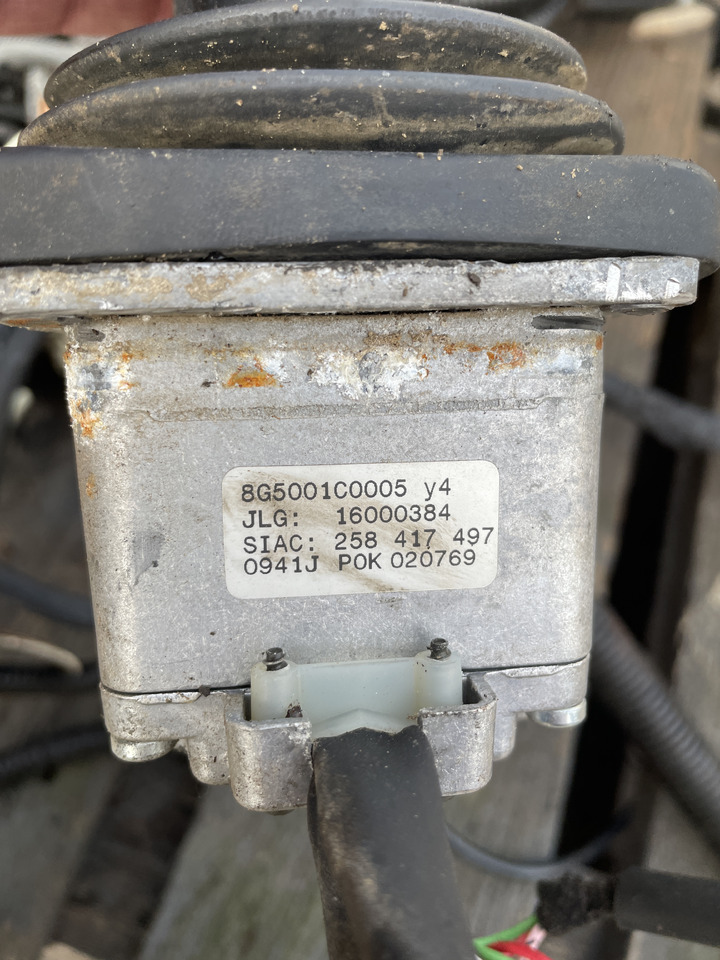 8G5001C0005 y4
JLG: 16000384
SIAC: 258 417 497
0941J POK 020769